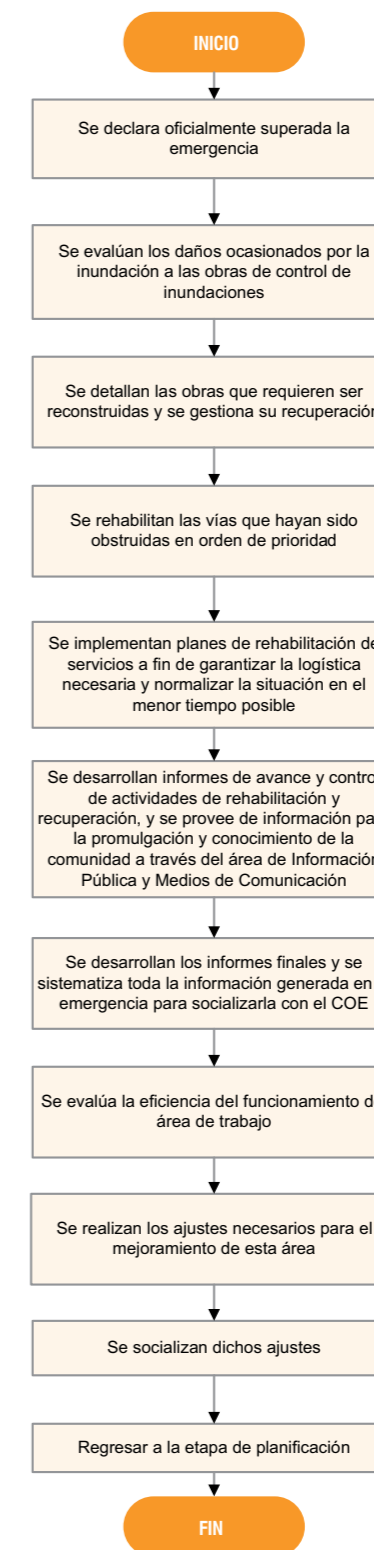 INICIO
Se declara oficialmente superada la
emergencia
Se evalúan los daños ocasionados por la
inundación a las obras de control de
inundaciones
Se detallan las obras que requieren ser
reconstruidas y se gestiona su recuperación
Se rehabilitan las vías que hayan sido
obstruidas en orden de prioridad
Se implementan planes de rehabilitación de
servicios a fin de garantizar la logística
necesaria y normalizar la situación en el
menor tiempo posible
Se desarrollan informes de avance y contro
de actividades de rehabilitación y
recuperación, y se provee de información pa
la promulgación y conocimiento de la
comunidad a través del área de Información
Pública y Medios de Comunicación
Se desarrollan los informes finales y se
sistematiza toda la información generada en
emergencia para socializarla con el COE
Se evalúa la eficiencia del funcionamiento d
área de trabajo
Se realizan los ajustes necesarios para el
mejoramiento de esta área
Se socializan dichos ajustes
Regresar a la etapa de planificación
FIN